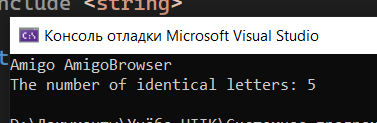 include <string>
Консоль отладки Microsoft Visual Studio
Amigo AmigoBrowser
The number of identical letters: 5